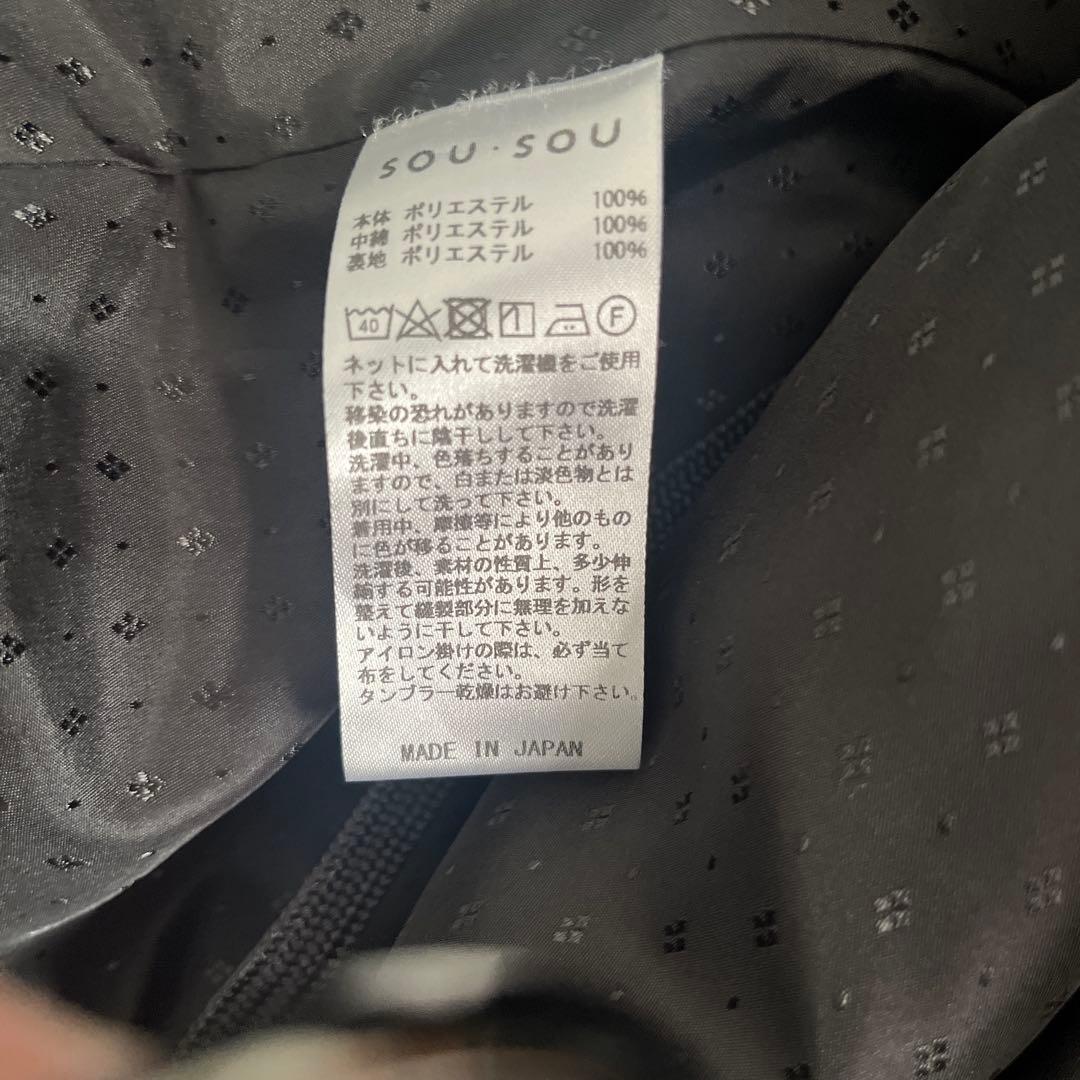 SOU・SOU
本体 ポリエステル 100%
中綿 ポリエステル 100%
裏地 ポリエステル 100%
40 F
ネットに入れて洗濯機をご使用
下さい。
移染の恐れがありますので洗濯
後直ちに陰干しして下さい。
洗濯中、色落ちすることがあり
ますので、白または淡色物とは
別にして洗って下さい。
着用中、摩擦等により他のもの
に色が移ることがあります。
洗濯後、素材の性質上、多少伸
縮する可能性があります。形を
整えて縫製部分に無理を加えな
いように干して下さい。
アイロン掛けの際は、必ず当て
布をしてください。
タンブラー乾燥はお避け下さい。
MADE IN JAPAN